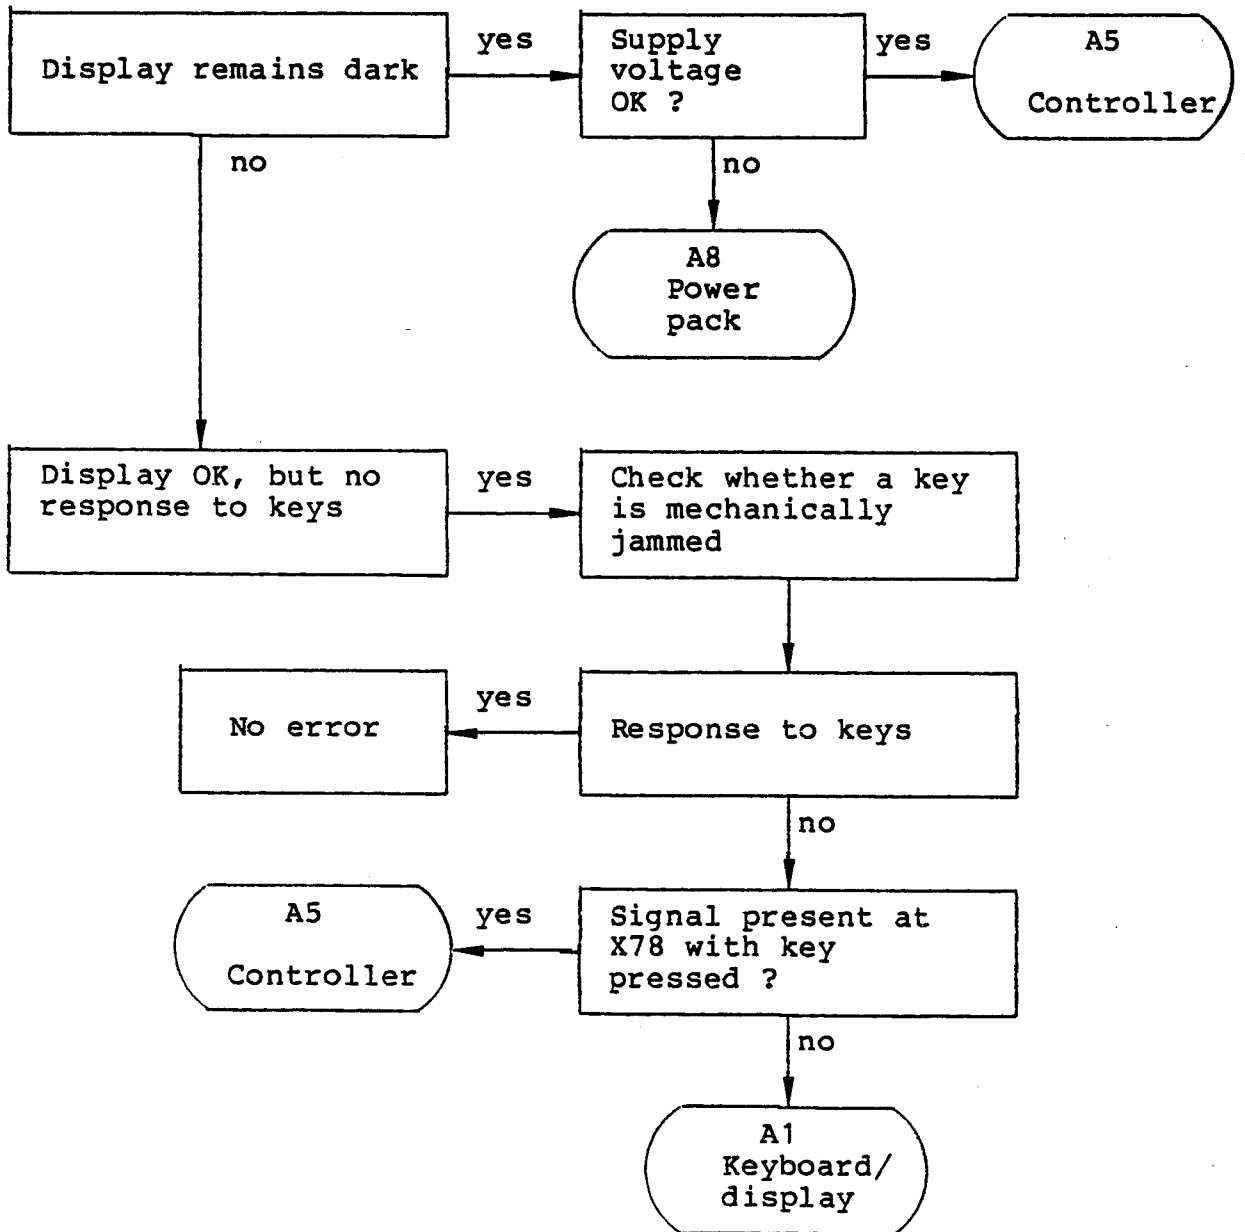 Display remains dark
yes
Supply
voltage
OK ?
yes
A5
Controller
no
no
A8
Power
pack
Display OK, but no
response to keys
yes
Check whether a key
is mechanically
jammed
No error
yes
Response to keys
no
A5
Controller
yes
Signal present at
X78 with key
pressed ?
no
A1
Keyboard/
display